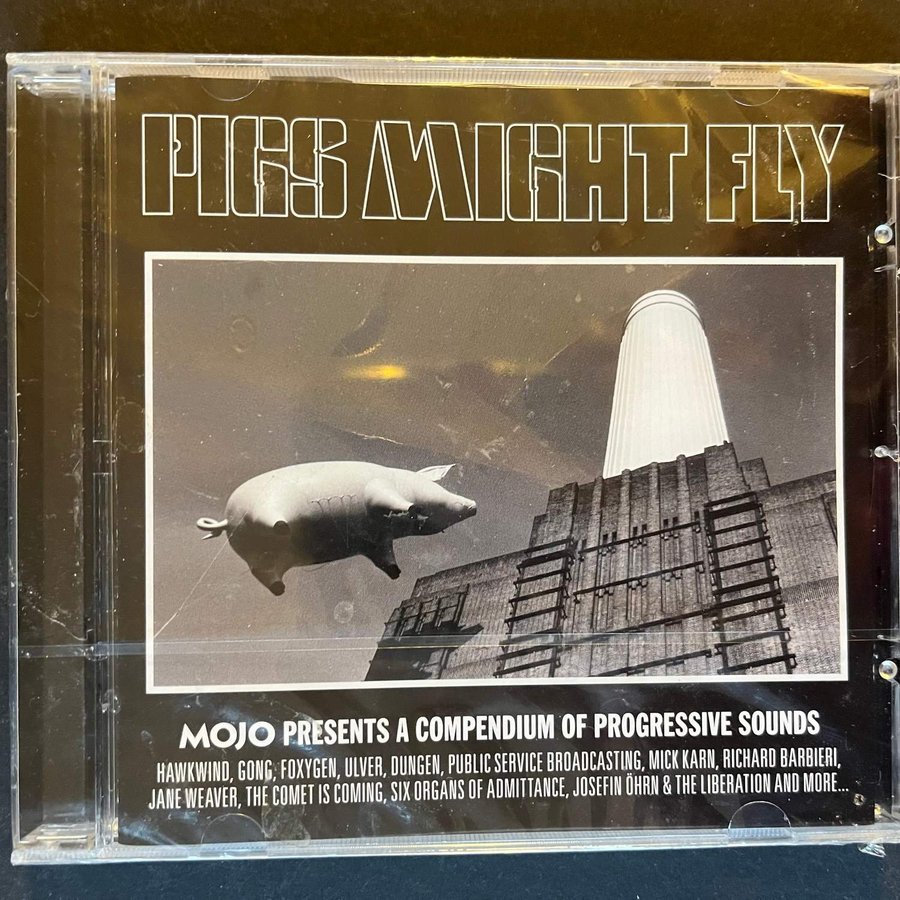 PIGS MIGHT FLY
MOJO PRESENTS A COMPENDIUM OF PROGRESSIVE SOUNDS
HAWKWIND, GONG, FOXYGEN, ULVER, DUNGEN, PUBLIC SERVICE BROADCASTING, MICK KARN, RICHARD BARBIERI,
JANE WEAVER, THE COMET IS COMING, SIX ORGANS OF ADMITTANCE, JOSEFIN ÖHRN & THE LIBERATION AND MORE...